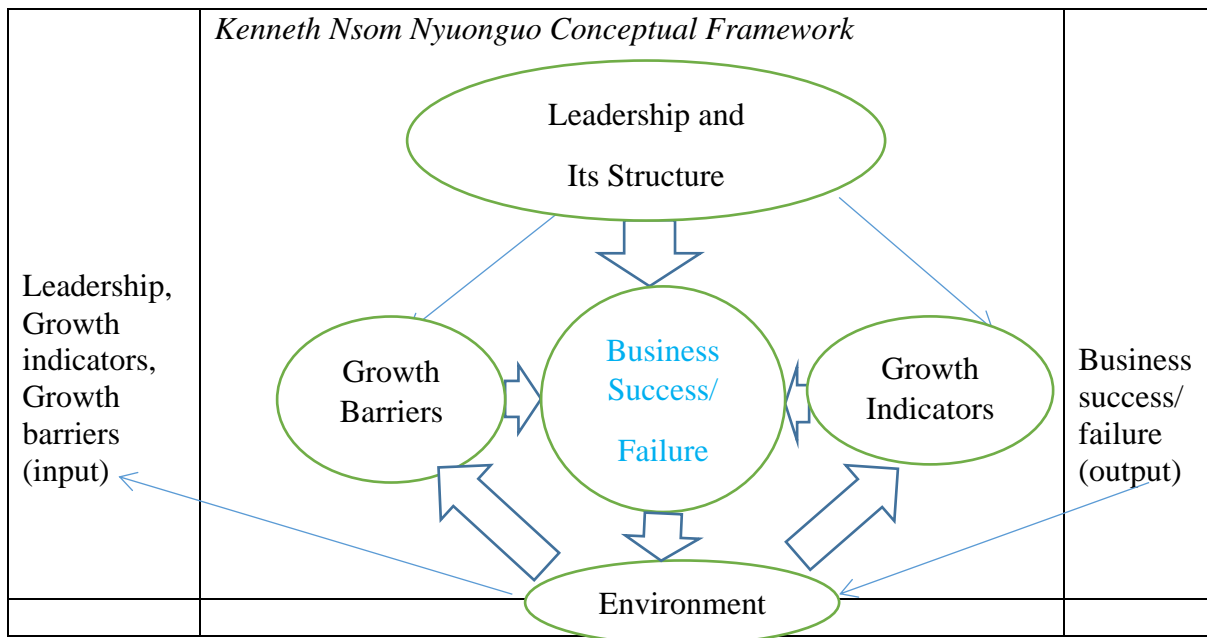 Kenneth Nsom Nyuonguo Conceptual Framework
Leadership and
Its Structure
Leadership,
Growth
indicators,
Growth
barriers
(input)
Growth
Barriers
Business
Success/
Failure
Growth
Indicators
Business
success/
failure
(output)
Environment